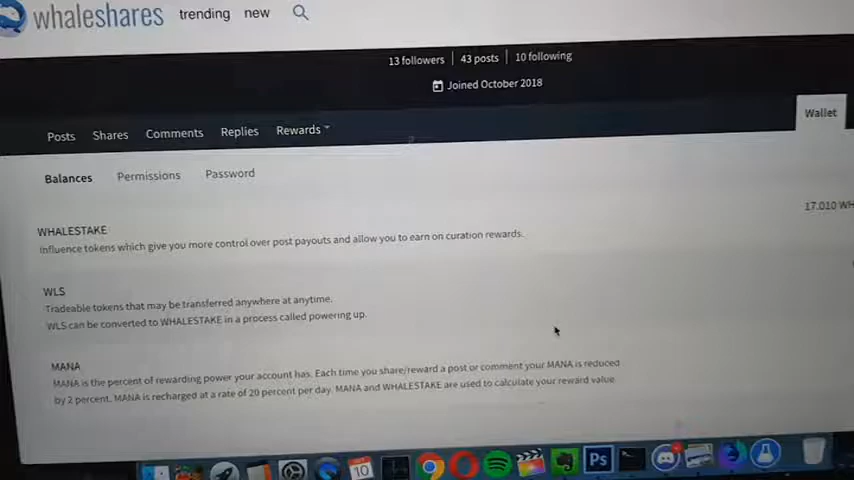 whaleshares trending new
13 followers 43 posts 10 following
Joined October 2018
Posts Shares Comments Replies Rewards Wallet
Balances Permissions Password
WHALESTAKE 17.010 WH
Influence tokens which give you more control over post payouts and allow you to earn on curation rewards.
WLS
Tradeable tokens that may be transferred anywhere at anytime.
WLS can be converted to WHALESTAKE in a process called powering up.
MANA
MANA is the percent of rewarding power your account has. Each time you share/reward a post or comment your MANA is reduced
by 2 percent. MANA is recharged at a rate of 20 percent per day. MANA and WHALESTAKE are used to calculate your reward value.
10 Ps